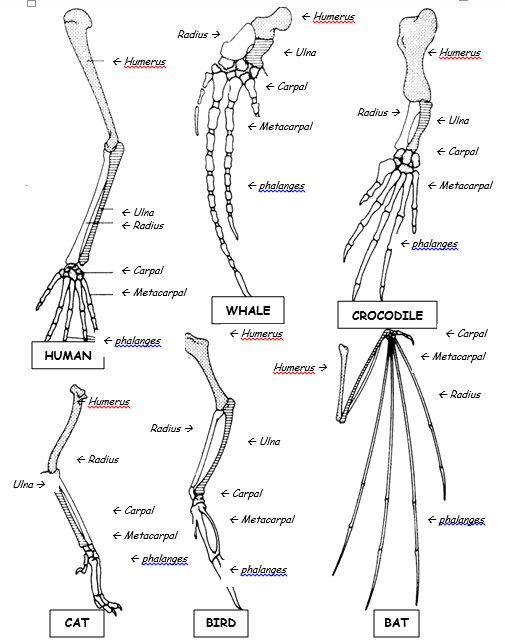 ← Humerus
← Ulna
← Radius
← Carpal
← Metacarpal
← phalanges
HUMAN
← Humerus
Radius →
← Ulna
← Carpal
← Metacarpal
← phalanges
WHALE
← Humerus
Radius →
← Ulna
← Carpal
← Metacarpal
← phalanges
CROCODILE
← Humerus
← Radius
Ulna →
← Carpal
← Metacarpal
← phalanges
CAT
← Humerus
Radius →
← Ulna
← Carpal
← Metacarpal
← phalanges
BIRD
← Carpal
← Metacarpal
Humerus →
← Radius
← phalanges
BAT